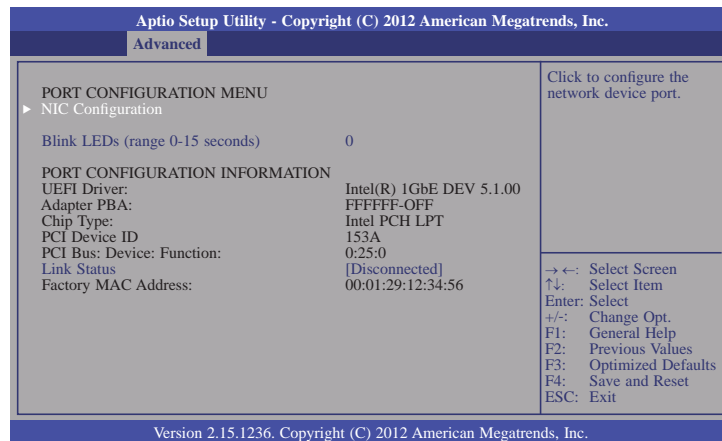 Aptio Setup Utility - Copyright (C) 2012 American Megatrends, Inc.
Advanced
PORT CONFIGURATION MENU
► NIC Configuration
Blink LEDs (range 0-15 seconds) 0
PORT CONFIGURATION INFORMATION
UEFI Driver: Intel(R) 1GbE DEV 5.1.00
Adapter PBA: FFFFFF-OFF
Chip Type: Intel PCH LPT
PCI Device ID 153A
PCI Bus: Device: Function: 0:25:0
Link Status [Disconnected]
Factory MAC Address: 00:01:29:12:34:56
Click to configure the
network device port.
→←: Select Screen
↑↓: Select Item
Enter: Select
+/-: Change Opt.
F1: General Help
F2: Previous Values
F3: Optimized Defaults
F4: Save and Reset
ESC: Exit
Version 2.15.1236. Copyright (C) 2012 American Megatrends, Inc.